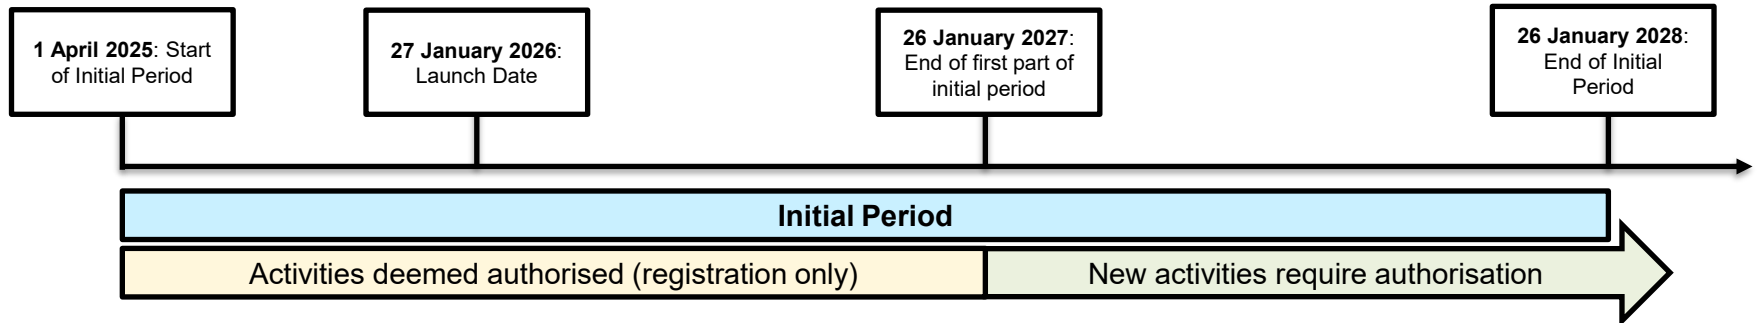 1 April 2025: Start
of Initial Period
27 January 2026:
Launch Date
26 January 2027:
End of first part of
initial period
26 January 2028:
End of Initial
Period
Initial Period
Activities deemed authorised (registration only)
New activities require authorisation